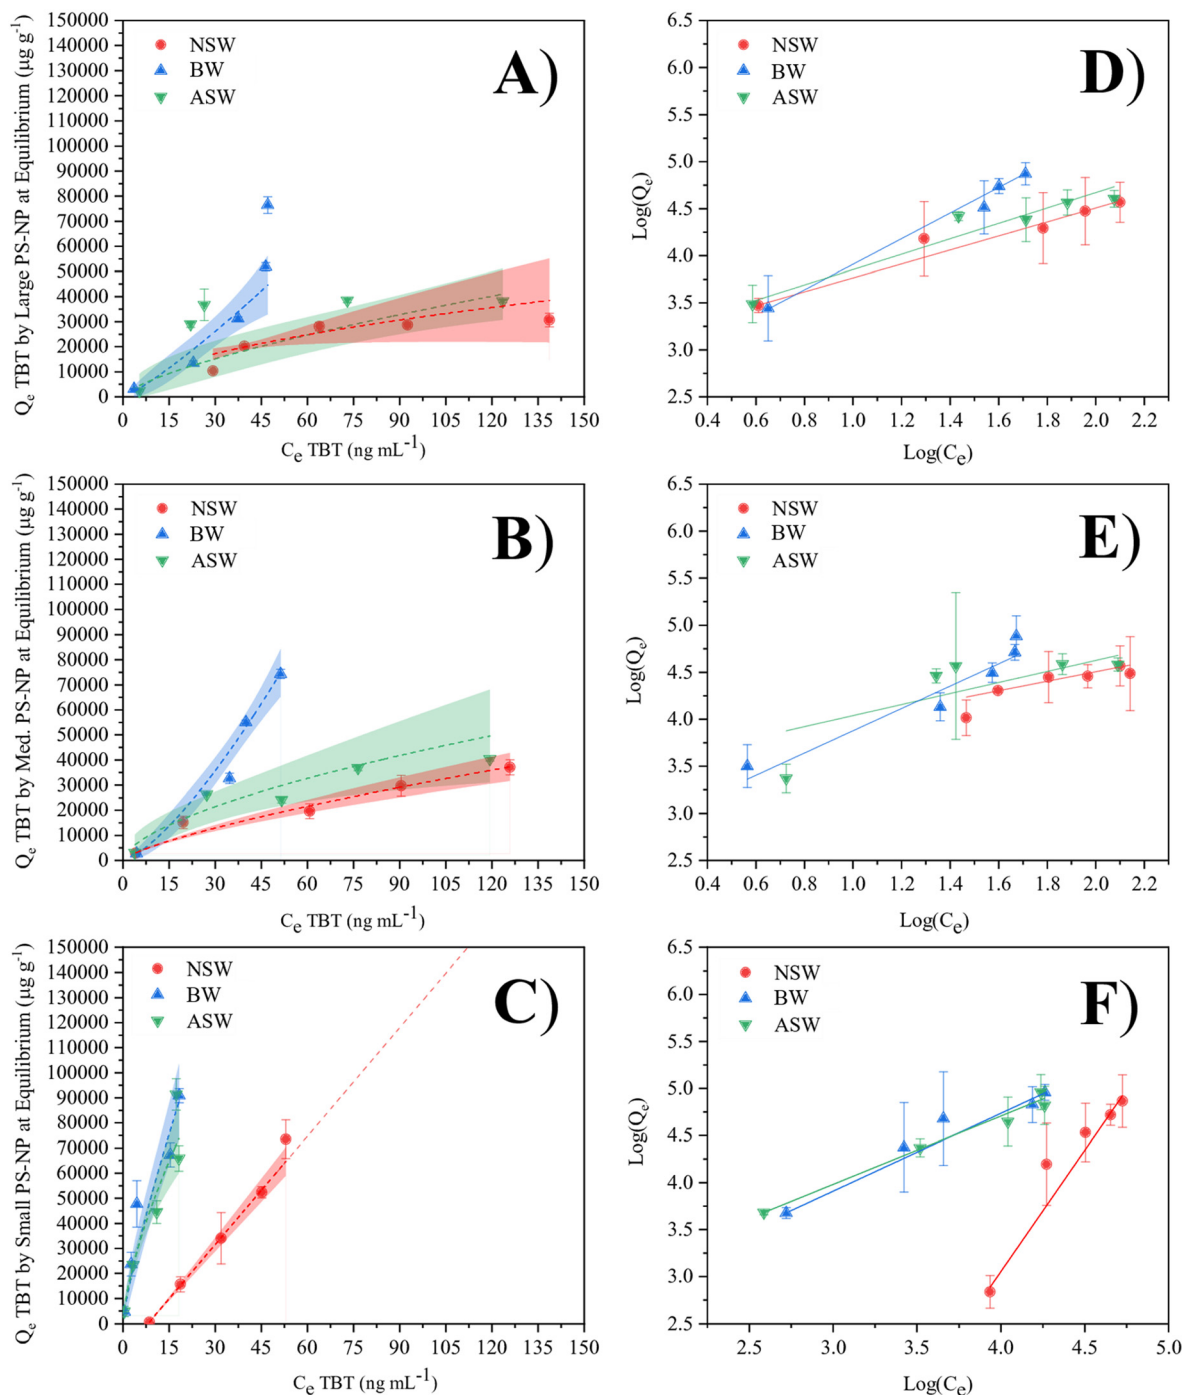 150000
140000
130000
120000
110000
100000
90000
80000
70000
60000
50000
40000
30000
20000
10000
0
Qe TBT by Large PS-NP at Equilibrium (µg g-1)
NSW
BW
ASW
A)
0 15 30 45 60 75 90 105 120 135 150
Ce TBT (ng mL-1)
6.5
6.0
5.5
5.0
4.5
4.0
3.5
3.0
2.5
Log(Qe)
NSW
BW
ASW
D)
0.4 0.6 0.8 1.0 1.2 1.4 1.6 1.8 2.0 2.2
Log(Ce)
150000
140000
130000
120000
110000
100000
90000
80000
70000
60000
50000
40000
30000
20000
10000
0
Qe TBT by Med. PS-NP at Equilibrium (µg g-1)
NSW
BW
ASW
B)
0 15 30 45 60 75 90 105 120 135 150
Ce TBT (ng mL-1)
6.5
6.0
5.5
5.0
4.5
4.0
3.5
3.0
2.5
Log(Qe)
NSW
BW
ASW
E)
0.4 0.6 0.8 1.0 1.2 1.4 1.6 1.8 2.0 2.2
Log(Ce)
150000
140000
130000
120000
110000
100000
90000
80000
70000
60000
50000
40000
30000
20000
10000
0
Qe TBT by Small PS-NP at Equilibrium (µg g-1)
NSW
BW
ASW
C)
0 15 30 45 60 75 90 105 120 135 150
Ce TBT (ng mL-1)
6.5
6.0
5.5
5.0
4.5
4.0
3.5
3.0
2.5
Log(Qe)
NSW
BW
ASW
F)
2.5 3.0 3.5 4.0 4.5 5.0
Log(Ce)